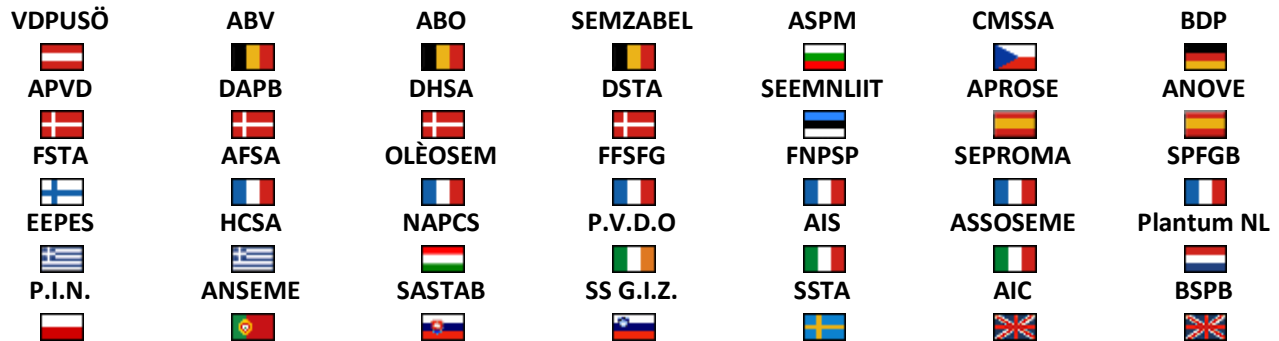 VDPUSÖ ABV ABO SEMZABEL ASPM CMSSA BDP
APVD DAPB DHSA DSTA SEEMNLIIT APROSE ANOVE
FSTA AFSA OLÈOSEM FFSFG FNPSP SEPROMA SPFGB
EEPES HCSA NAPCS P.V.D.O AIS ASSOSEME Plantum NL
P.I.N. ANSEME SASTAB SS G.I.Z. SSTA AIC BSPB